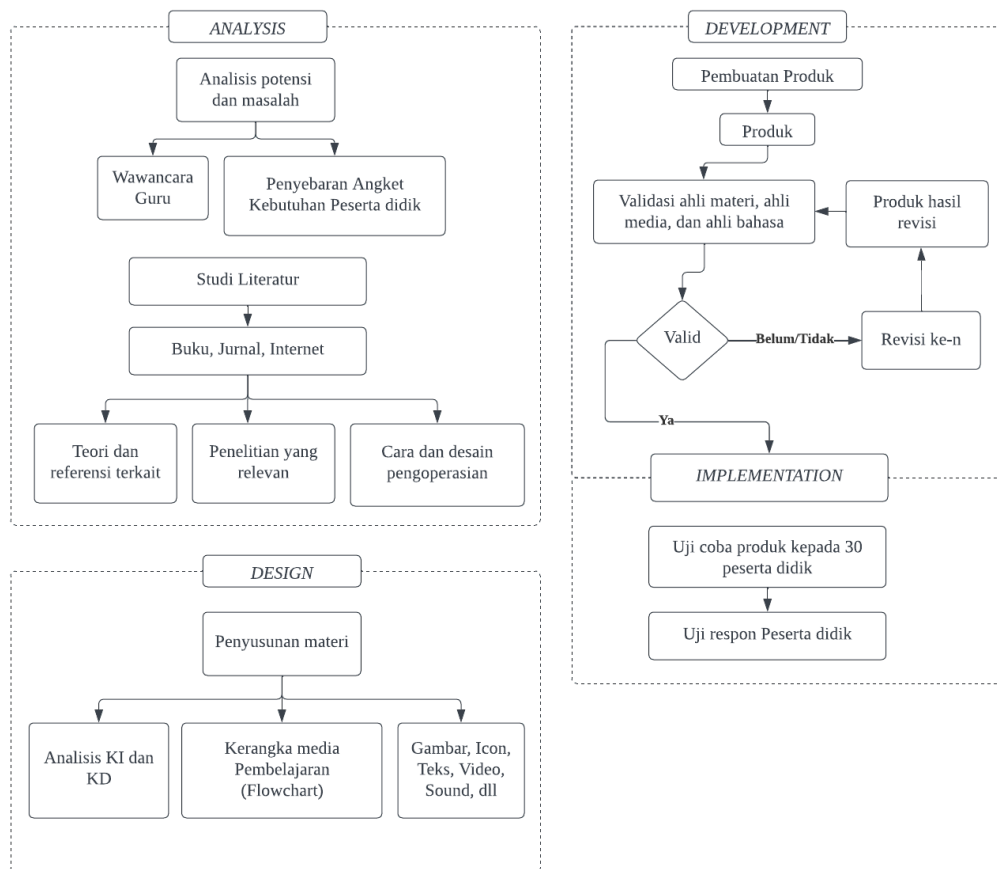 ANALYSIS
Analisis potensi
dan masalah
Wawancara
Guru
Penyebaran Angket
Kebutuhan Peserta didik
Studi Literatur
Buku, Jurnal, Internet
Teori dan
referensi terkait
Penelitian yang
relevan
Cara dan desain
pengoperasian
DESIGN
Penyusunan materi
Analisis KI dan
KD
Kerangka media
Pembelajaran
(Flowchart)
Gambar, Icon,
Teks, Video,
Sound, dll
DEVELOPMENT
Pembuatan Produk
Produk
Validasi ahli materi, ahli
media, dan ahli bahasa
Produk hasil
revisi
Valid
Belum/Tidak
Revisi ke-n
Ya
IMPLEMENTATION
Uji coba produk kepada 30
peserta didik
Uji respon Peserta didik